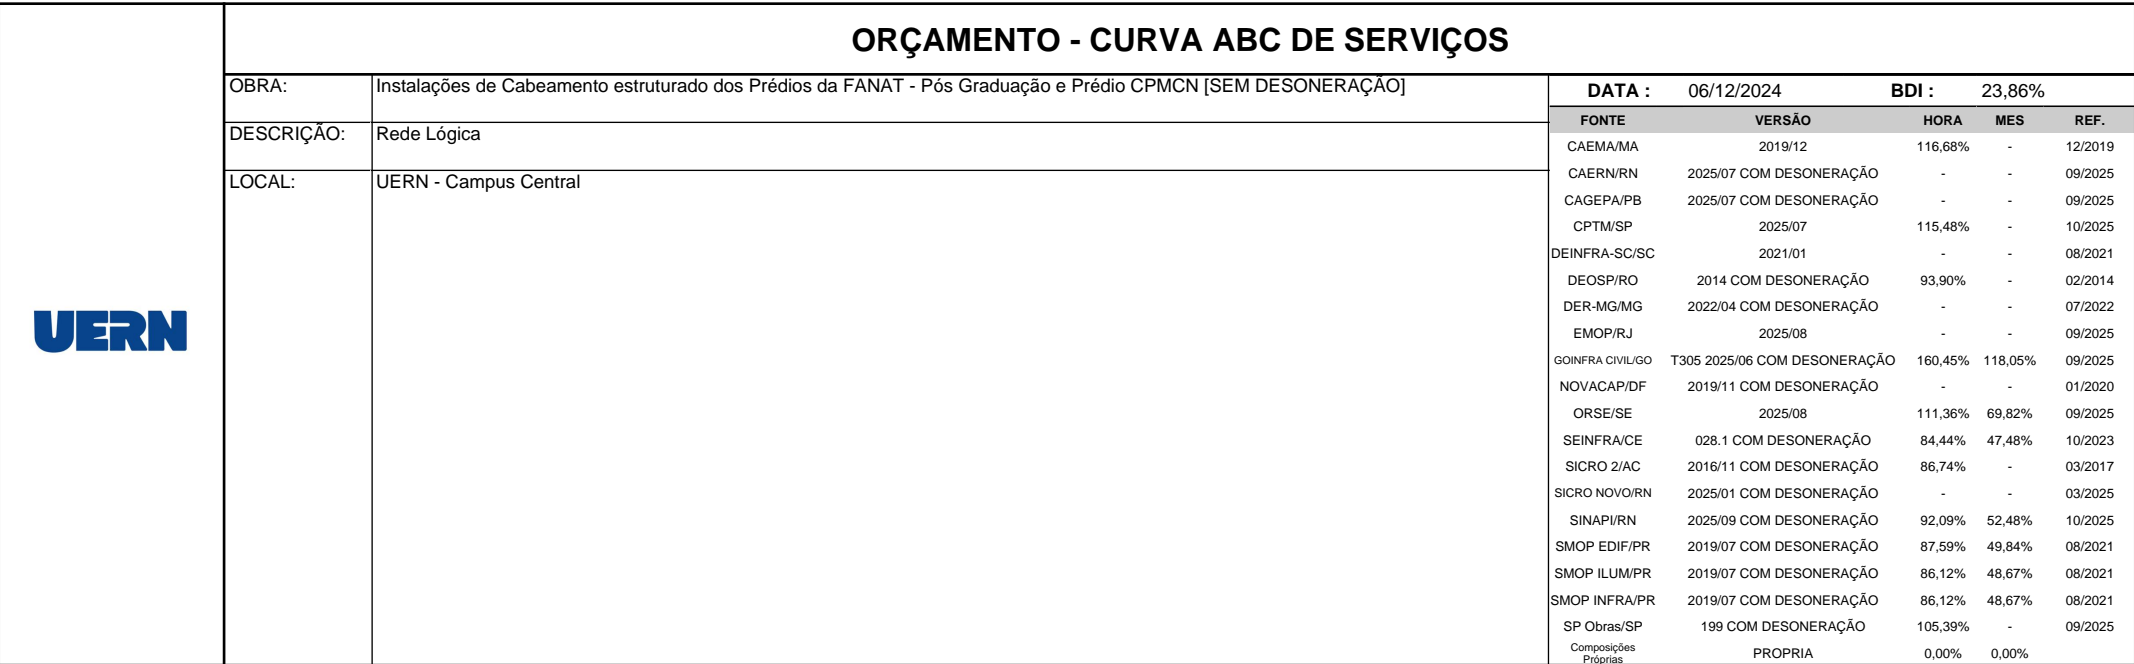 ORÇAMENTO - CURVA ABC DE SERVIÇOS
OBRA: Instalações de Cabeamento estruturado dos Prédios da FANAT - Pós Graduação e Prédio CPMCN [SEM DESONERAÇÃO]
DESCRIÇÃO: Rede Lógica
LOCAL: UERN - Campus Central
UERN
DATA : 06/12/2024 BDI : 23,86%
FONTE VERSÃO HORA MES REF.
CAEMA/MA 2019/12 116,68% - 12/2019
CAERN/RN 2025/07 COM DESONERAÇÃO - - 09/2025
CAGEPA/PB 2025/07 COM DESONERAÇÃO - - 09/2025
CPTM/SP 2025/07 115,48% - 10/2025
DEINFRA-SC/SC 2021/01 - - 08/2021
DEOSP/RO 2014 COM DESONERAÇÃO 93,90% - 02/2014
DER-MG/MG 2022/04 COM DESONERAÇÃO - - 07/2022
EMOP/RJ 2025/08 - - 09/2025
GOINFRA CIVIL/GO T305 2025/06 COM DESONERAÇÃO 160,45% 118,05% 09/2025
NOVACAP/DF 2019/11 COM DESONERAÇÃO - - 01/2020
ORSE/SE 2025/08 111,36% 69,82% 09/2025
SEINFRA/CE 028.1 COM DESONERAÇÃO 84,44% 47,48% 10/2023
SICRO 2/AC 2016/11 COM DESONERAÇÃO 86,74% - 03/2017
SICRO NOVO/RN 2025/01 COM DESONERAÇÃO - - 03/2025
SINAPI/RN 2025/09 COM DESONERAÇÃO 92,09% 52,48% 10/2025
SMOP EDIF/PR 2019/07 COM DESONERAÇÃO 87,59% 49,84% 08/2021
SMOP ILUM/PR 2019/07 COM DESONERAÇÃO 86,12% 48,67% 08/2021
SMOP INFRA/PR 2019/07 COM DESONERAÇÃO 86,12% 48,67% 08/2021
SP Obras/SP 199 COM DESONERAÇÃO 105,39% - 09/2025
Composições
Próprias PROPRIA 0,00% 0,00%